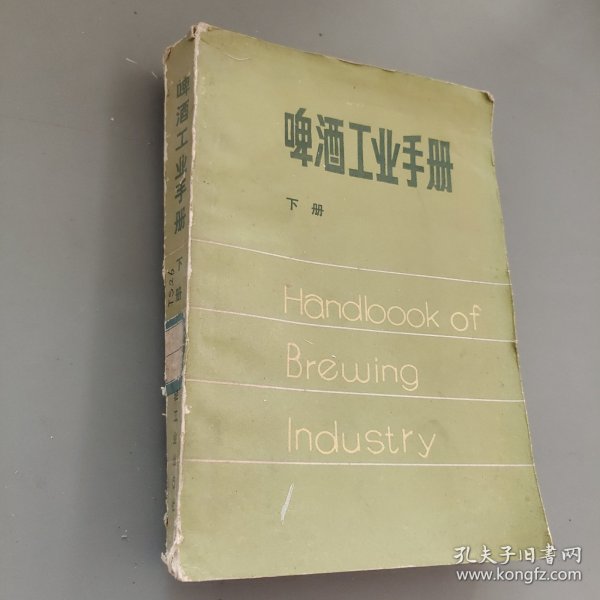 啤酒工业手册
下册
Handbook of
Brewing
Industry
啤酒工业手册
下册
TS26
孔夫子旧书网
www.kongfz.com